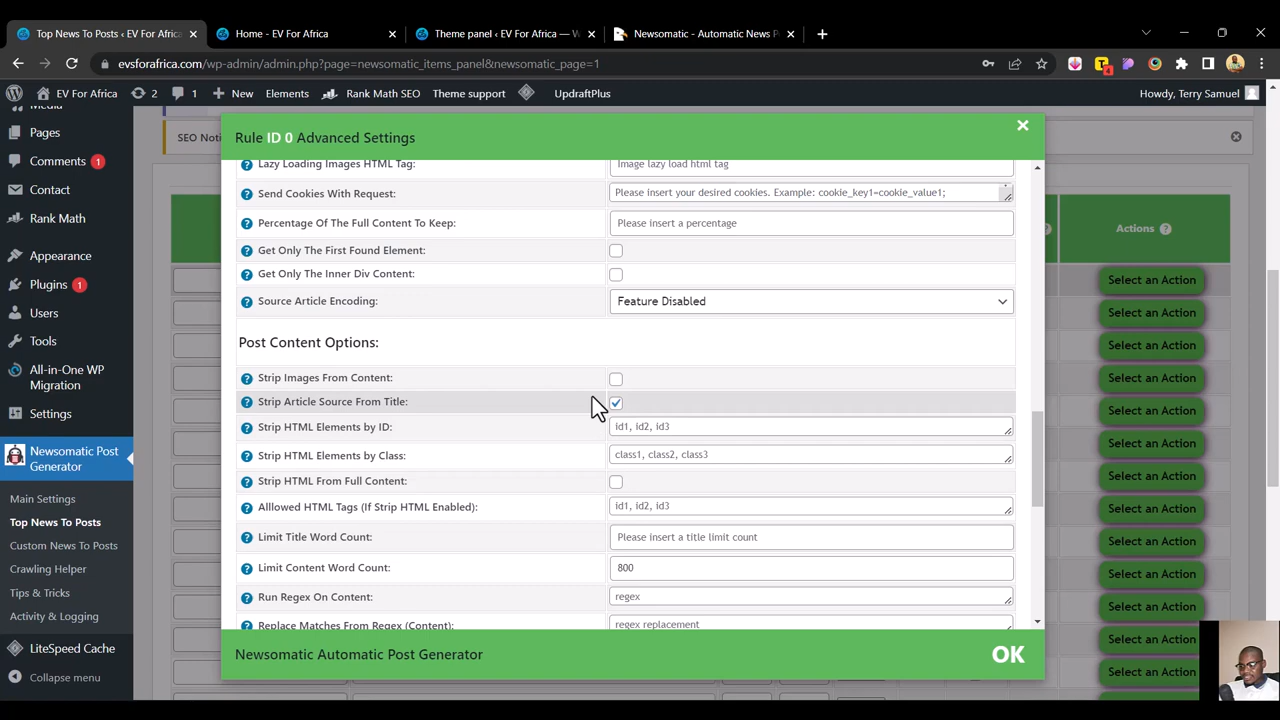 Top News To Posts ‹ EV For Africa
Home - EV For Africa
Theme panel ‹ EV For Africa — W
Newsomatic - Automatic News P
evsforafrica.com/wp-admin/admin.php?page=newsomatic_items_panel&newsomatic_page=1
4
EV For Africa
2
1
New
Elements
Rank Math SEO
Theme support
UpdraftPlus
Howdy, Terry Samuel
Media
Pages
Comments 1
Contact
Rank Math
Appearance
Plugins 1
Users
Tools
All-in-One WP
Migration
Settings
Newsomatic Post
Generator
Main Settings
Top News To Posts
Custom News To Posts
Crawling Helper
Tips & Tricks
Activity & Logging
LiteSpeed Cache
Collapse menu
SEO Noti
Rule ID 0 Advanced Settings
Lazy Loading Images HTML Tag:
Image lazy load html tag
Send Cookies With Request:
Please insert your desired cookies. Example: cookie_key1=cookie_value1;
Percentage Of The Full Content To Keep:
Please insert a percentage
Get Only The First Found Element:
Get Only The Inner Div Content:
Source Article Encoding:
Feature Disabled
Post Content Options:
Strip Images From Content:
Strip Article Source From Title:
Strip HTML Elements by ID:
id1, id2, id3
Strip HTML Elements by Class:
class1, class2, class3
Strip HTML From Full Content:
Alllowed HTML Tags (If Strip HTML Enabled):
id1, id2, id3
Limit Title Word Count:
Please insert a title limit count
Limit Content Word Count:
800
Run Regex On Content:
regex
Replace Matches From Regex (Content):
regex replacement
Newsomatic Automatic Post Generator
OK
Actions
Select an Action
Select an Action
Select an Action
Select an Action
Select an Action
Select an Action
Select an Action
Select an Action
Select an Action
Select an Action
Select an Action
Select an Action
Select an Action